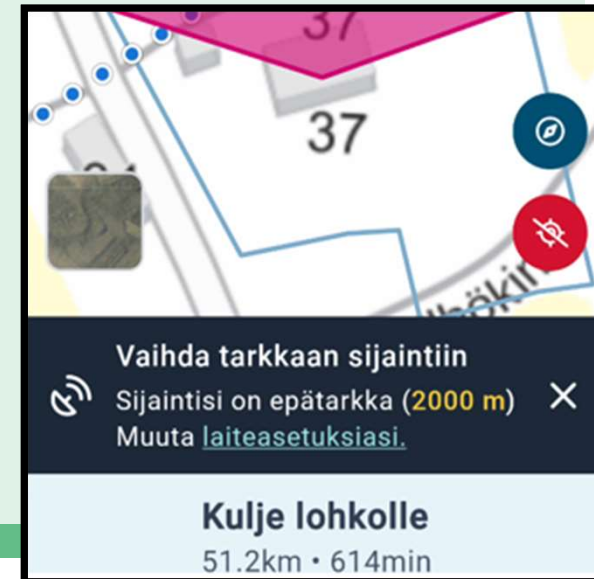 37
37
Vaihda tarkkaan sijaintiin
Sijaintisi on epätarkka (2000 m)
Muuta laiteasetuksiasi.
Kulje lohkolle
51.2km • 614min